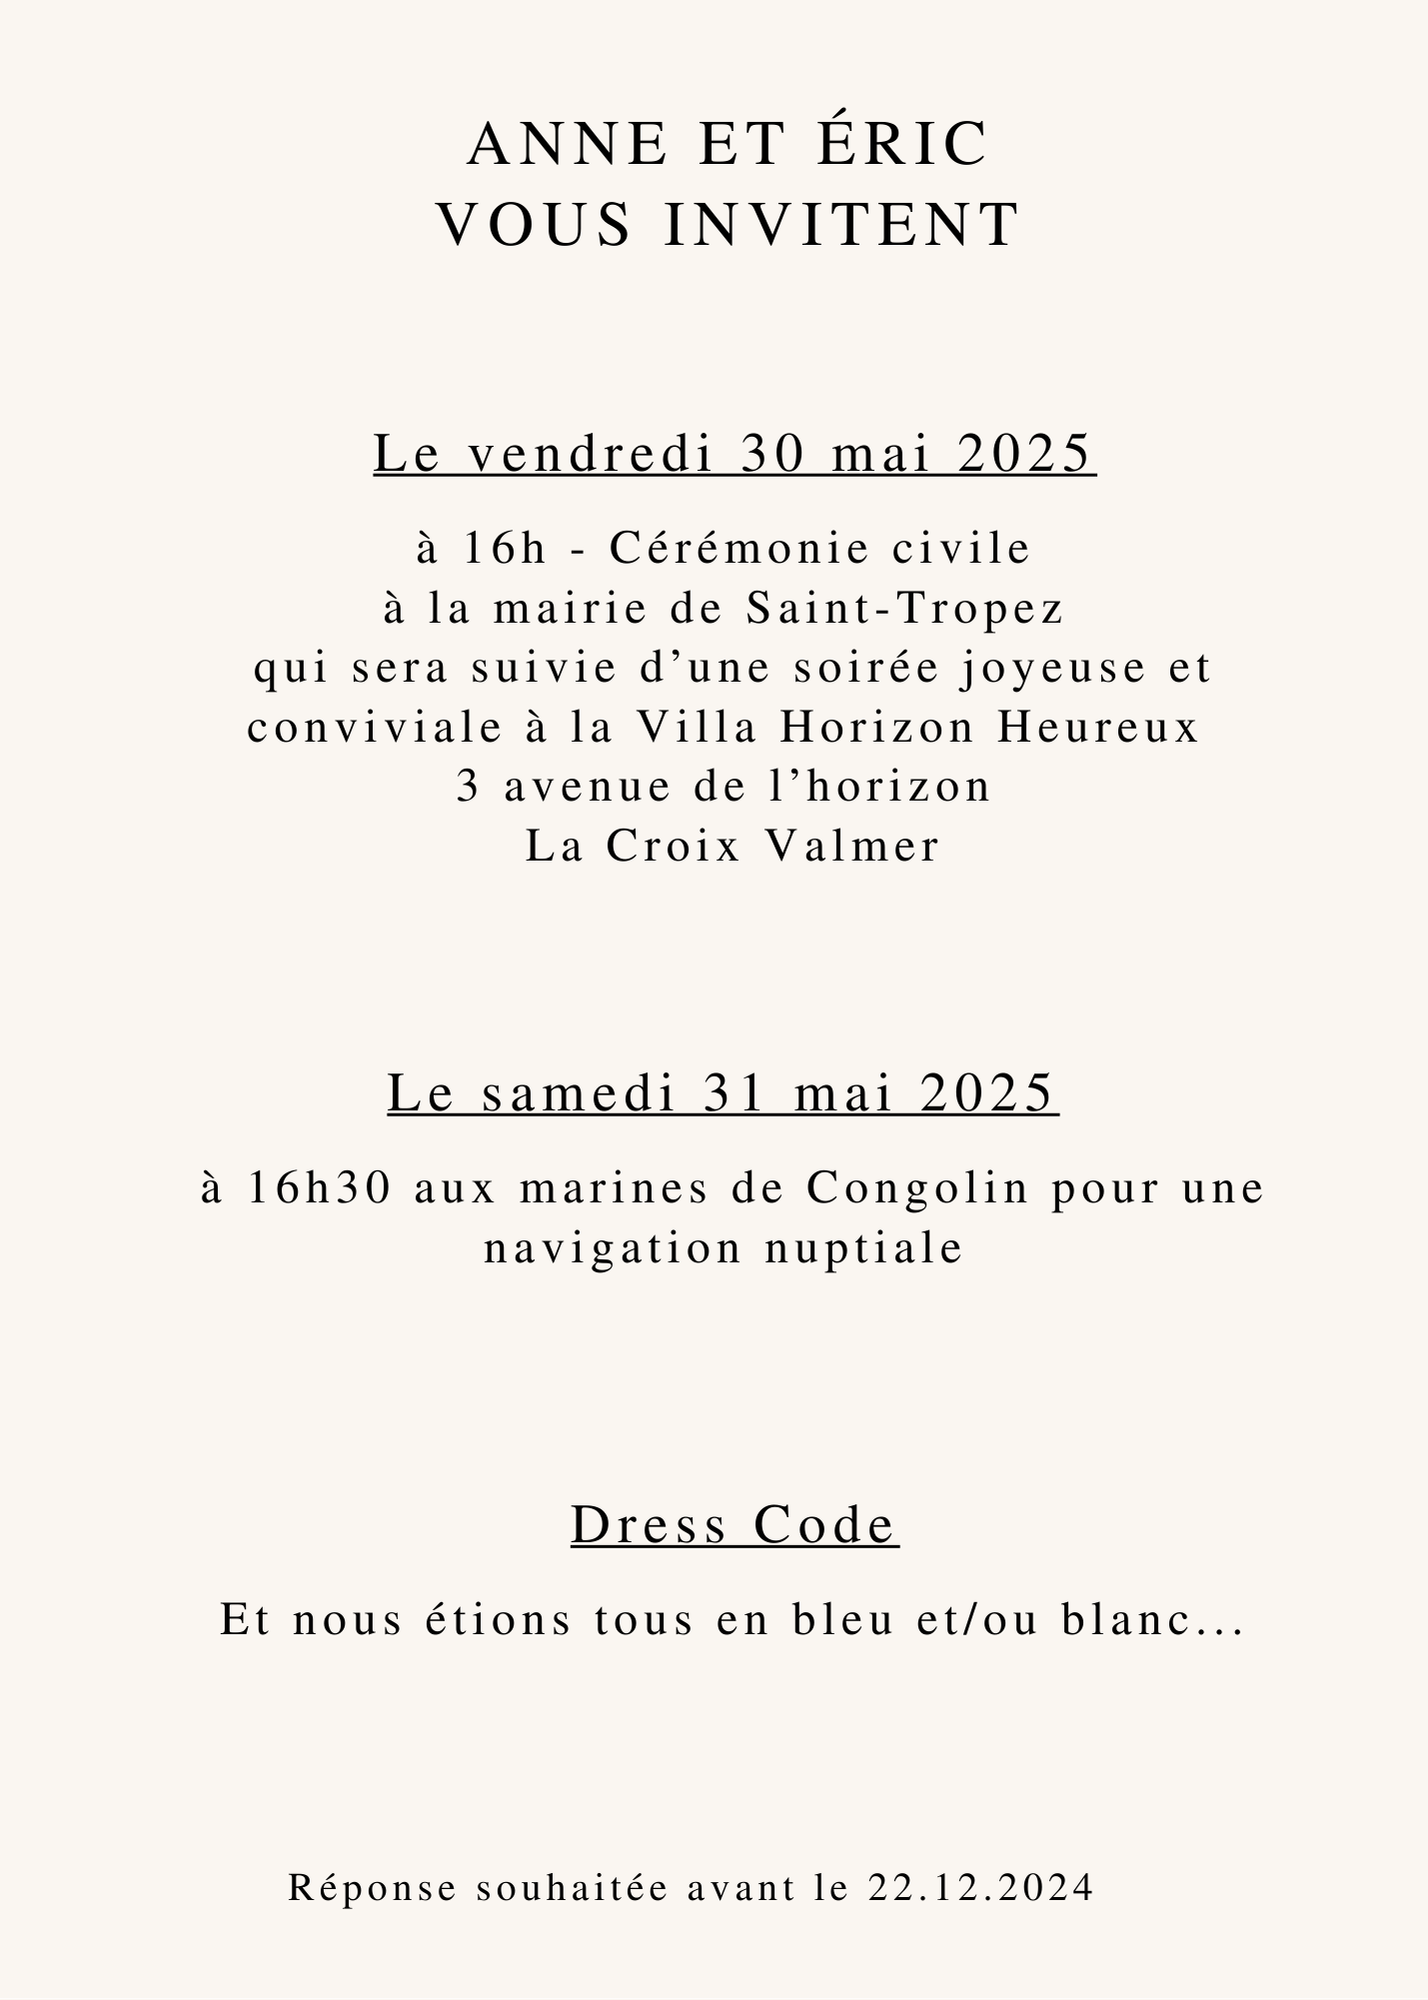 ANNE ET ÉRIC
VOUS INVITENT
Le vendredi 30 mai 2025
à 16h - Cérémonie civile
à la mairie de Saint-Tropez
qui sera suivie d’une soirée joyeuse et
conviviale à la Villa Horizon Heureux
3 avenue de l’horizon
La Croix Valmer
Le samedi 31 mai 2025
à 16h30 aux marines de Congolin pour une
navigation nuptiale
Dress Code
Et nous étions tous en bleu et/ou blanc...
Réponse souhaitée avant le 22.12.2024